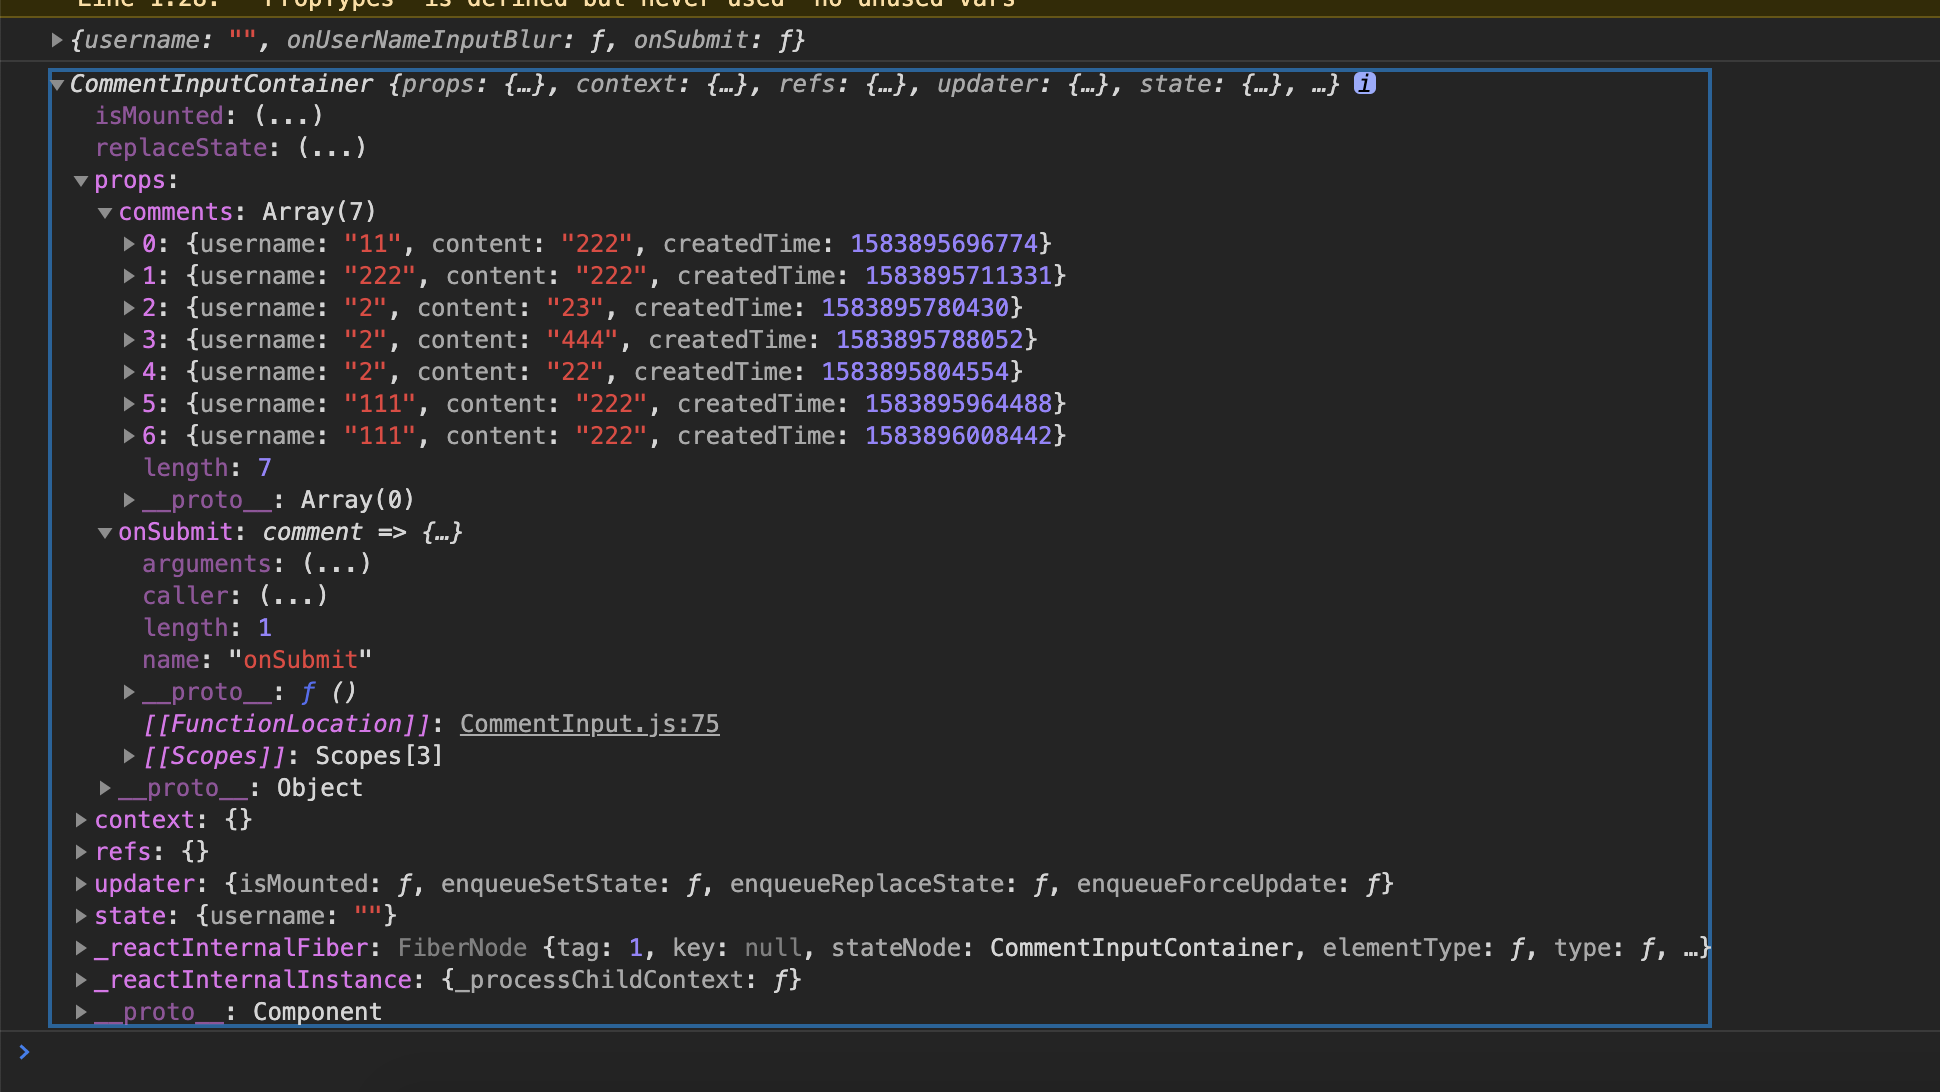 Line 1:28: 'PropTypes' is defined but never used no-unused-vars
▶{username: "", onUserNameInputBlur: ƒ, onSubmit: ƒ}
▼CommentInputContainer {props: {…}, context: {…}, refs: {…}, updater: {…}, state: {…}, …} i
isMounted: (...)
replaceState: (...)
▼props:
▼comments: Array(7)
▶0: {username: "11", content: "222", createdTime: 1583895696774}
▶1: {username: "222", content: "222", createdTime: 1583895711331}
▶2: {username: "2", content: "23", createdTime: 1583895780430}
▶3: {username: "2", content: "444", createdTime: 1583895788052}
▶4: {username: "2", content: "22", createdTime: 1583895804554}
▶5: {username: "111", content: "222", createdTime: 1583895964488}
▶6: {username: "111", content: "222", createdTime: 1583896008442}
length: 7
▶__proto__: Array(0)
▼onSubmit: comment => {…}
arguments: (...)
caller: (...)
length: 1
name: "onSubmit"
▶__proto__: ƒ ()
[[FunctionLocation]]: CommentInput.js:75
▶[[Scopes]]: Scopes[3]
▶__proto__: Object
▶context: {}
▶refs: {}
▶updater: {isMounted: ƒ, enqueueSetState: ƒ, enqueueReplaceState: ƒ, enqueueForceUpdate: ƒ}
▶state: {username: ""}
▶_reactInternalFiber: FiberNode {tag: 1, key: null, stateNode: CommentInputContainer, elementType: ƒ, type: ƒ, …}
▶_reactInternalInstance: {_processChildContext: ƒ}
▶__proto__: Component
>